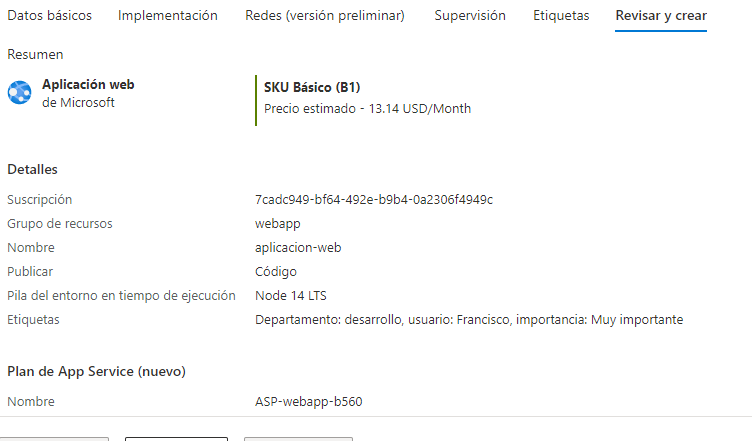 Datos básicos Implementación Redes (versión preliminar) Supervisión Etiquetas Revisar y crear
Resumen
Aplicación web
de Microsoft
SKU Básico (B1)
Precio estimado - 13.14 USD/Month
Detalles
Suscripción 7cadc949-bf64-492e-b9b4-0a2306f4949c
Grupo de recursos webapp
Nombre aplicacion-web
Publicar Código
Pila del entorno en tiempo de ejecución Node 14 LTS
Etiquetas Departamento: desarrollo, usuario: Francisco, importancia: Muy importante
Plan de App Service (nuevo)
Nombre ASP-webapp-b560